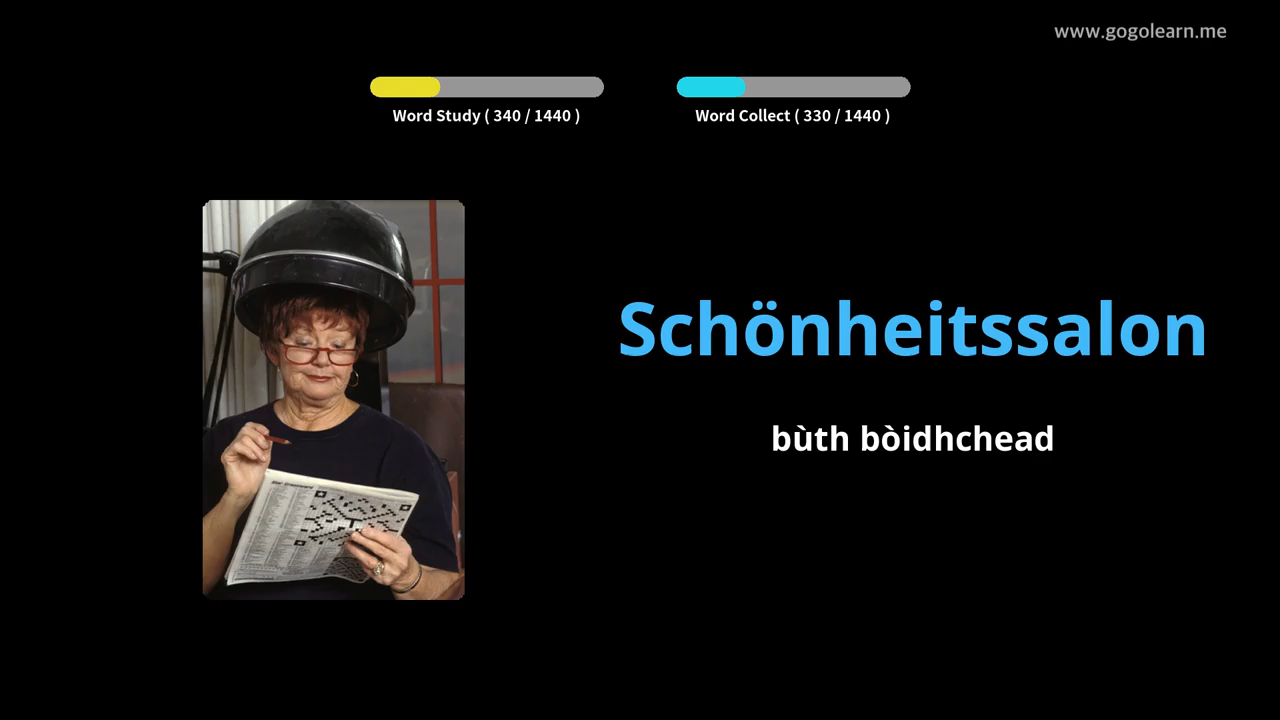 www.gogolearn.me
Word Study ( 340 / 1440 )
Word Collect ( 330 / 1440 )
Schönheitssalon
bùth bòidhchead